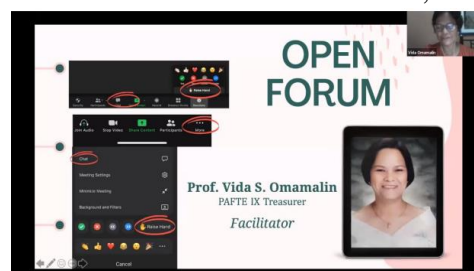 Vida Omamalin
OPEN
FORUM
Raise Hand
Join Audio
Stop Video
Share Content
Participants
More
Chat
Meeting Settings
Minimize Meeting
Background and Filters
Raise Hand
Cancel
Prof. Vida S. Omamalin
PAFTE IX Treasurer
Facilitator